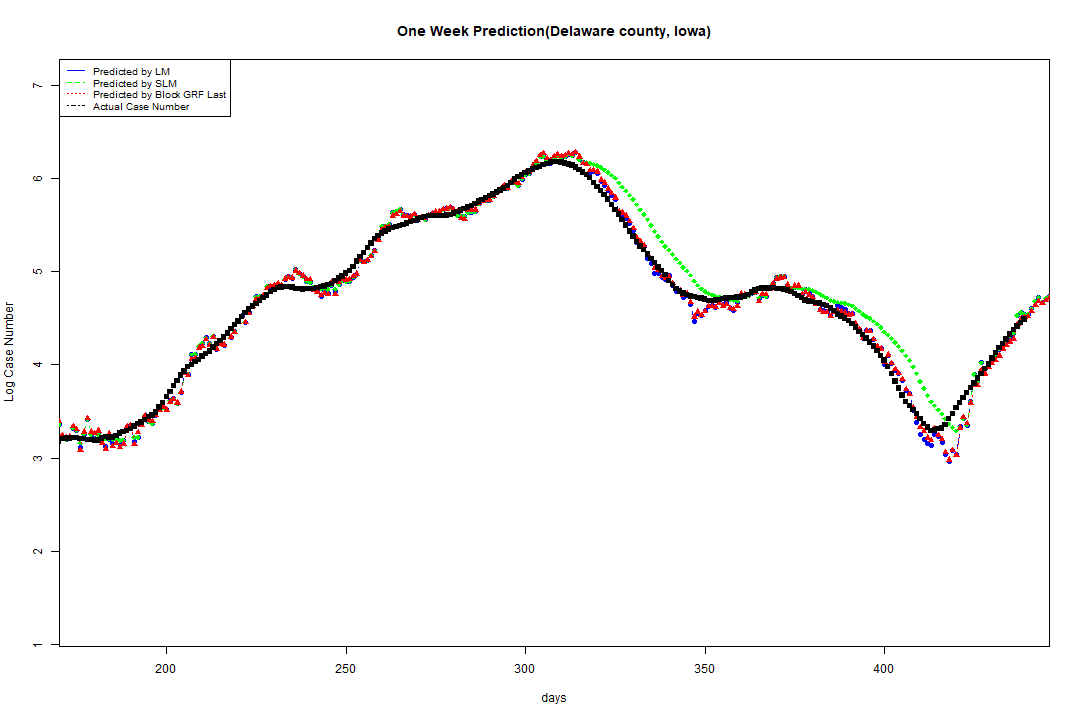 One Week Prediction(Delaware county, Iowa)
Predicted by LM
Predicted by SLM
Predicted by Block GRF Last
Actual Case Number
7
6
5
4
3
2
1
Log Case Number
200 250 300 350 400
days